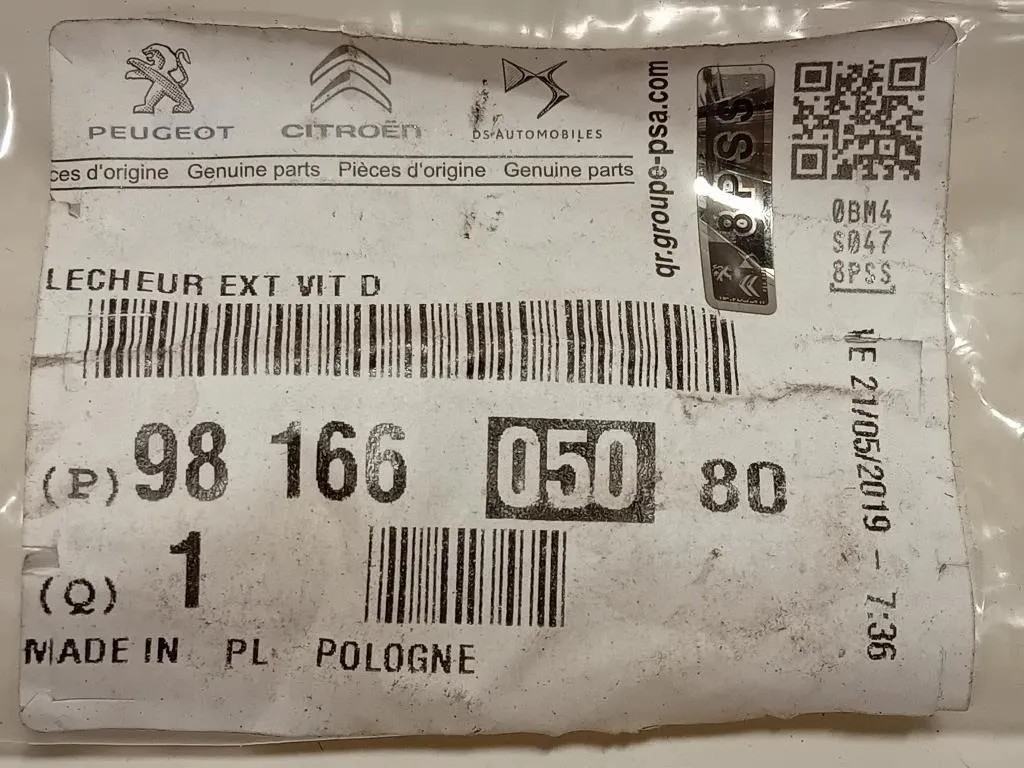 PEUGEOT
CITROËN
DS AUTOMOBILES
ces d'origine Genuine parts Pièces d'origine Genuine parts
qr.groupe-psa.com
8PSS
0BM4
S047
8PSS
LECHEUR EXT VIT D
(P) 98 166 050 80
(Q) 1
MADE IN PL POLOGNE
ME 21/05/2019 - 7:36